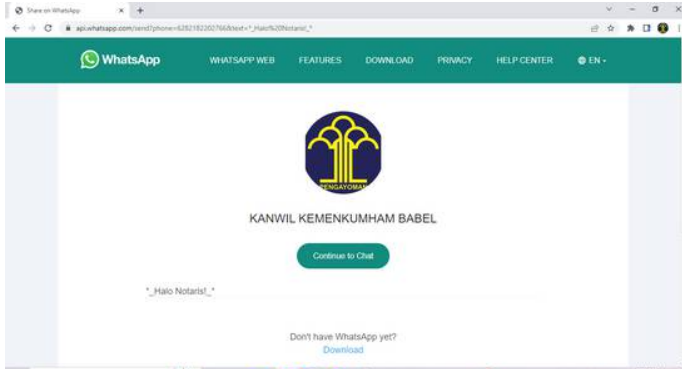 Share on WhatsApp
api.whatsapp.com/send?phone=6282182202766&text=*_Halo%20Notaris!_*
WhatsApp
WHATSAPP WEB
FEATURES
DOWNLOAD
PRIVACY
HELP CENTER
EN
PENGAYOMAN
KANWIL KEMENKUMHAM BABEL
Continue to Chat
*_Halo Notaris!_*
Don't have WhatsApp yet?
Download